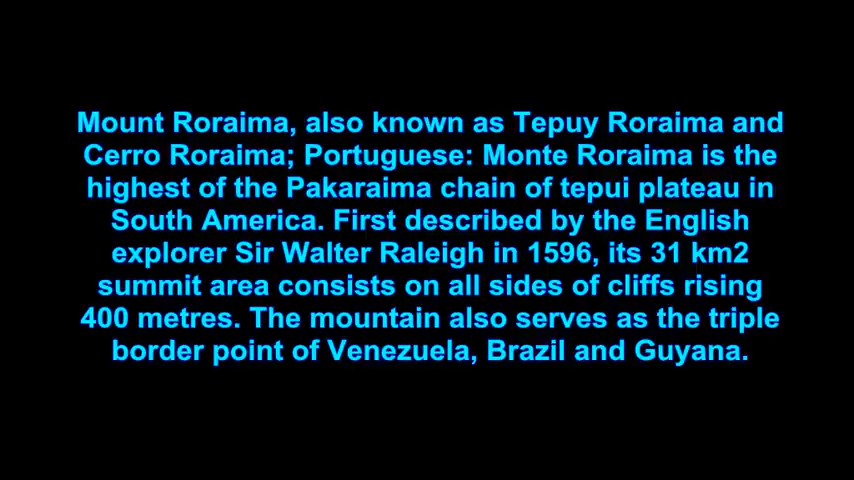 Mount Roraima, also known as Tepuy Roraima and
Cerro Roraima; Portuguese: Monte Roraima is the
highest of the Pakaraima chain of tepui plateau in
South America. First described by the English
explorer Sir Walter Raleigh in 1596, its 31 km2
summit area consists on all sides of cliffs rising
400 metres. The mountain also serves as the triple
border point of Venezuela, Brazil and Guyana.